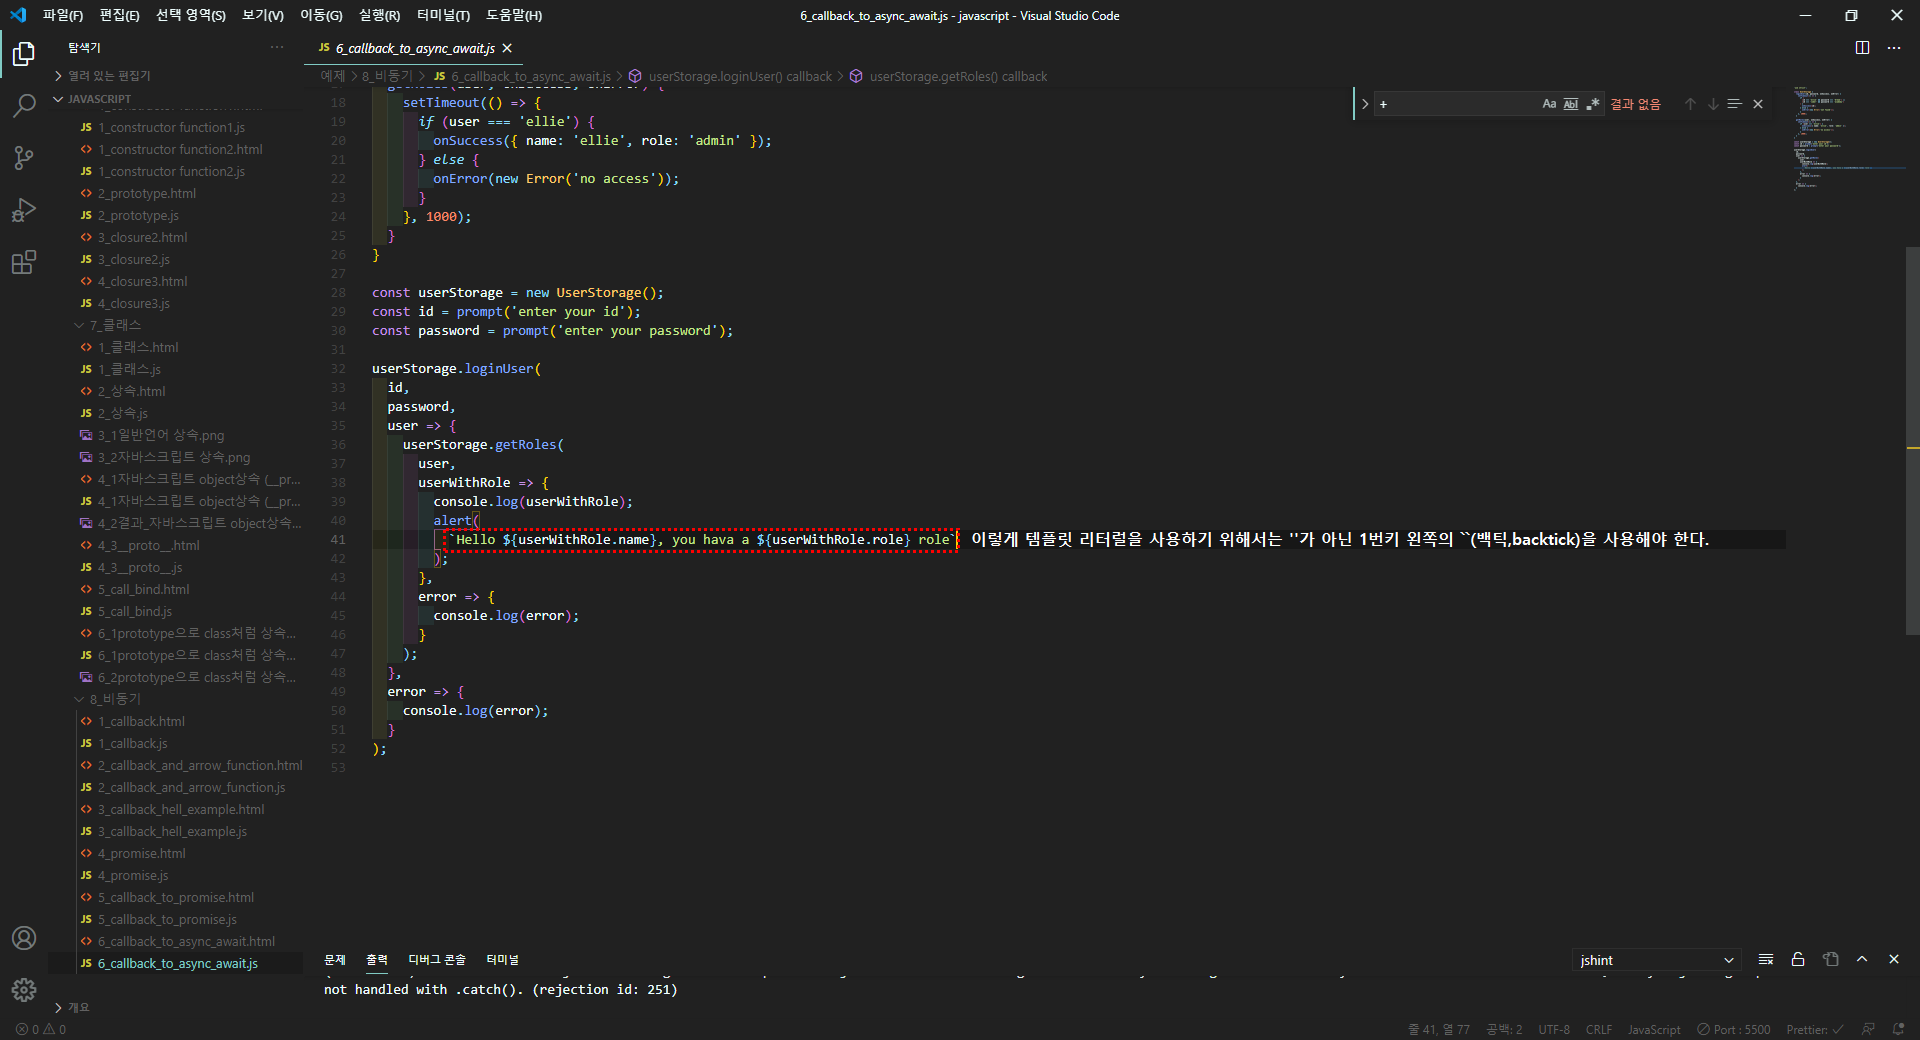 파일(F) 편집(E) 선택 영역(S) 보기(V) 이동(G) 실행(R) 터미널(T) 도움말(H)
6_callback_to_async_await.js - javascript - Visual Studio Code
탐색기
열려 있는 편집기
JAVASCRIPT
JS 1_constructor function1.js
<> 1_constructor function2.html
JS 1_constructor function2.js
<> 2_prototype.html
JS 2_prototype.js
<> 3_closure2.html
JS 3_closure2.js
<> 4_closure3.html
JS 4_closure3.js
7_클래스
<> 1_클래스.html
JS 1_클래스.js
<> 2_상속.html
JS 2_상속.js
3_1일반언어 상속.png
3_2자바스크립트 상속.png
<> 4_1자바스크립트 object상속 (__pr...
JS 4_1자바스크립트 object상속 (__pr...
4_2결과_자바스크립트 object상속...
<> 4_3__proto__.html
JS 4_3__proto__.js
<> 5_call_bind.html
JS 5_call_bind.js
<> 6_1prototype으로 class처럼 상속...
JS 6_1prototype으로 class처럼 상속...
6_2prototype으로 class처럼 상속...
8_비동기
<> 1_callback.html
JS 1_callback.js
<> 2_callback_and_arrow_function.html
JS 2_callback_and_arrow_function.js
<> 3_callback_hell_example.html
JS 3_callback_hell_example.js
<> 4_promise.html
JS 4_promise.js
<> 5_callback_to_promise.html
JS 5_callback_to_promise.js
<> 6_callback_to_async_await.html
JS 6_callback_to_async_await.js
개요
JS 6_callback_to_async_await.js
예제 > 8_비동기 > JS 6_callback_to_async_await.js > userStorage.loginUser() callback > userStorage.getRoles() callback
+ Aa Abl .* 결과 없음
18 setTimeout(() => {
19 if (user === 'ellie') {
20 onSuccess({ name: 'ellie', role: 'admin' });
21 } else {
22 onError(new Error('no access'));
23 }
24 }, 1000);
25 }
26 }
27
28 const userStorage = new UserStorage();
29 const id = prompt('enter your id');
30 const password = prompt('enter your password');
31
32 userStorage.loginUser(
33 id,
34 password,
35 user => {
36 userStorage.getRoles(
37 user,
38 userWithRole => {
39 console.log(userWithRole);
40 alert(
41 `Hello ${userWithRole.name}, you hava a ${userWithRole.role} role` 이렇게 템플릿 리터럴을 사용하기 위해서는 ''가 아닌 1번키 왼쪽의 ``(백틱,backtick)을 사용해야 한다.
42 );
43 },
44 error => {
45 console.log(error);
46 }
47 );
48 },
49 error => {
50 console.log(error);
51 }
52 );
53
문제 출력 디버그 콘솔 터미널
jshint
not handled with .catch(). (rejection id: 251)
0 0
줄 41, 열 77 공백: 2 UTF-8 CRLF JavaScript Port : 5500 Prettier: ✓